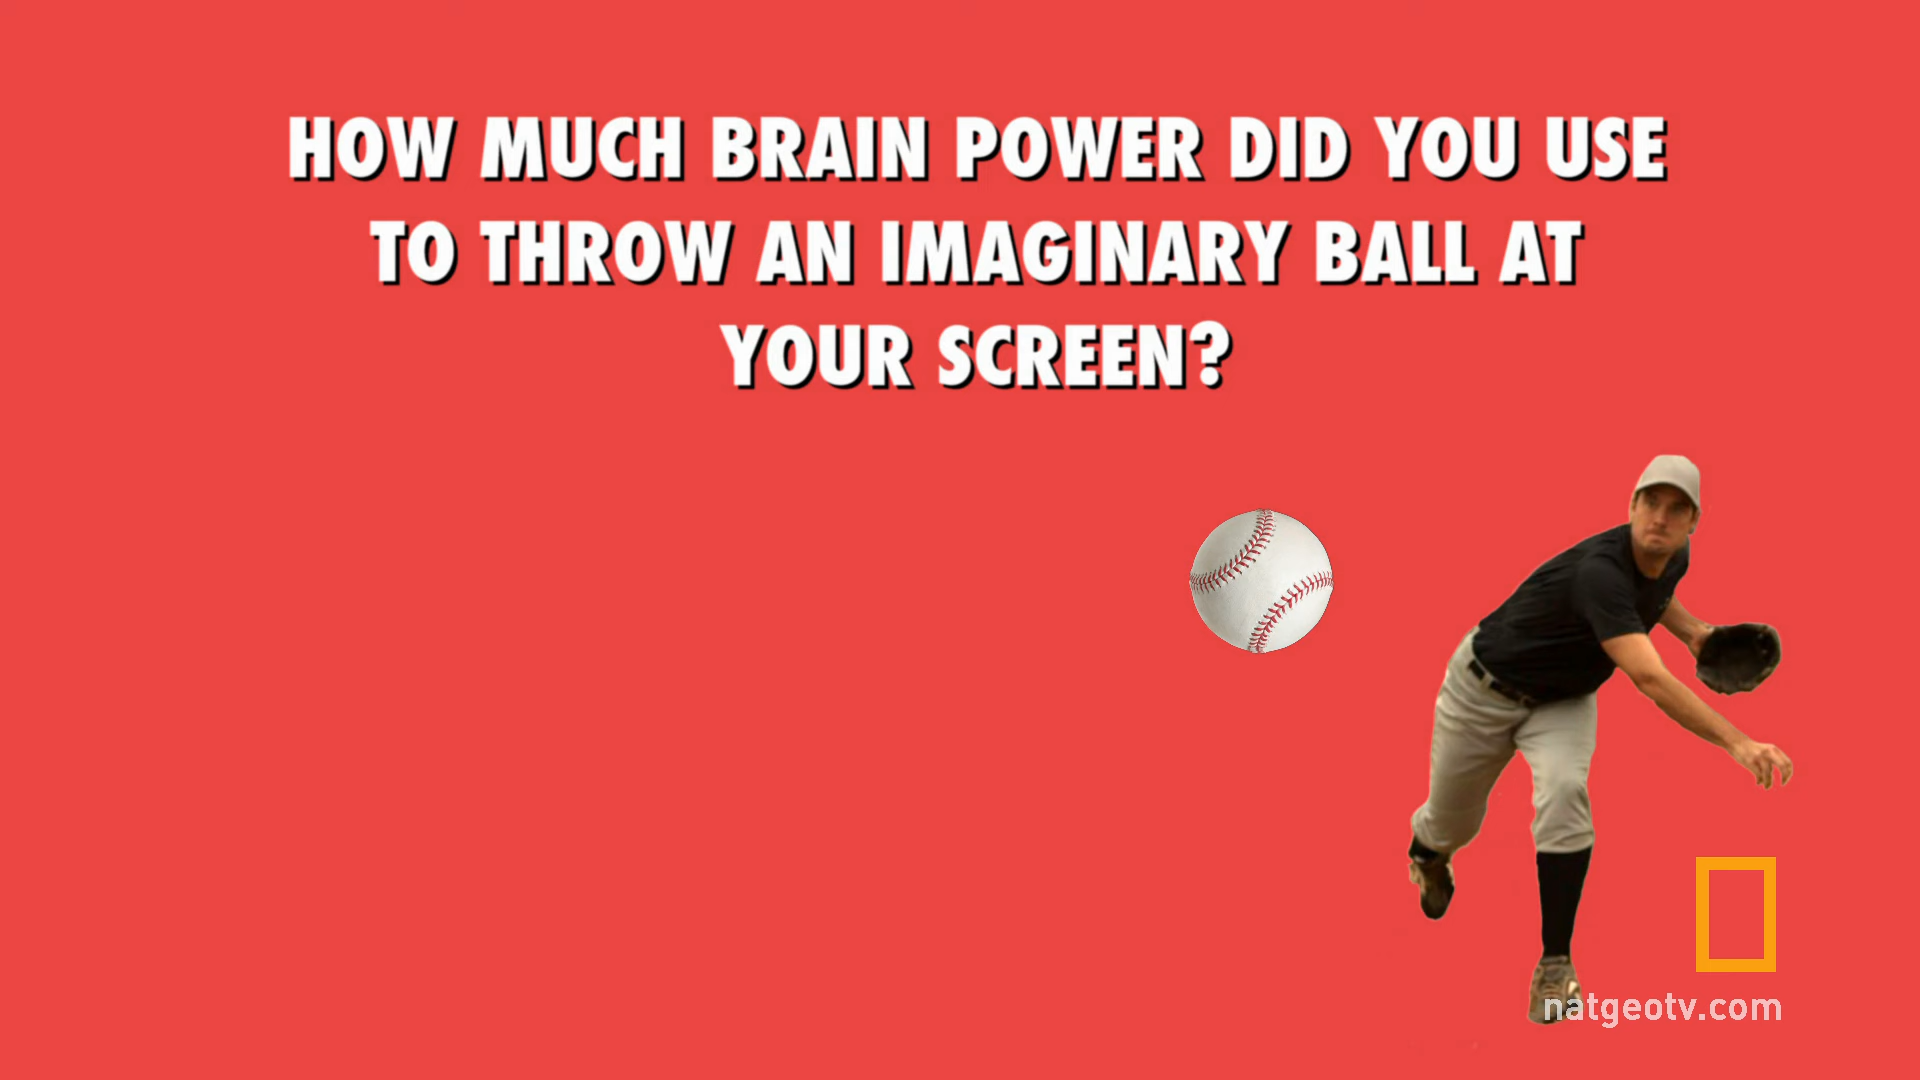 HOW MUCH BRAIN POWER DID YOU USE
TO THROW AN IMAGINARY BALL AT
YOUR SCREEN?
natgeotv.com